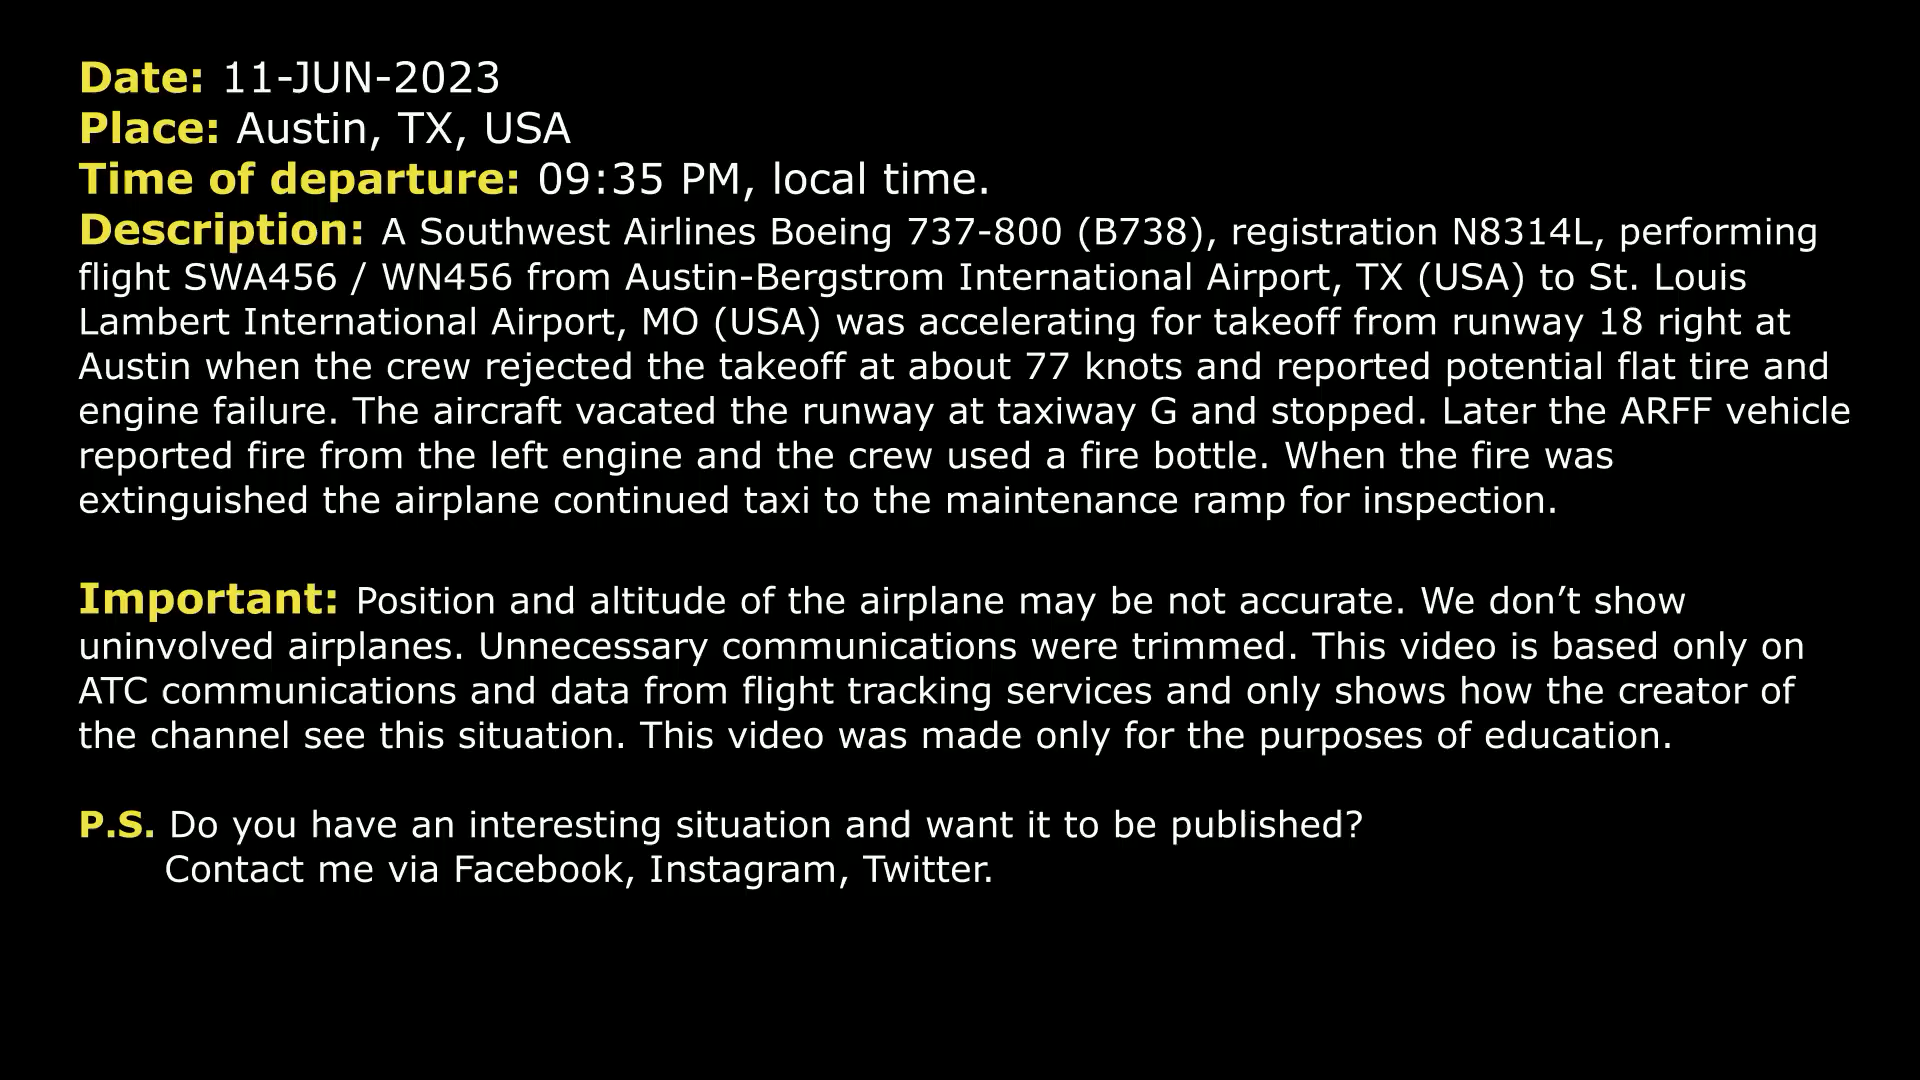 Date: 11-JUN-2023
Place: Austin, TX, USA
Time of departure: 09:35 PM, local time.
Description: A Southwest Airlines Boeing 737-800 (B738), registration N8314L, performing
flight SWA456 / WN456 from Austin-Bergstrom International Airport, TX (USA) to St. Louis
Lambert International Airport, MO (USA) was accelerating for takeoff from runway 18 right at
Austin when the crew rejected the takeoff at about 77 knots and reported potential flat tire and
engine failure. The aircraft vacated the runway at taxiway G and stopped. Later the ARFF vehicle
reported fire from the left engine and the crew used a fire bottle. When the fire was
extinguished the airplane continued taxi to the maintenance ramp for inspection.
Important: Position and altitude of the airplane may be not accurate. We don’t show
uninvolved airplanes. Unnecessary communications were trimmed. This video is based only on
ATC communications and data from flight tracking services and only shows how the creator of
the channel see this situation. This video was made only for the purposes of education.
P.S. Do you have an interesting situation and want it to be published?
Contact me via Facebook, Instagram, Twitter.